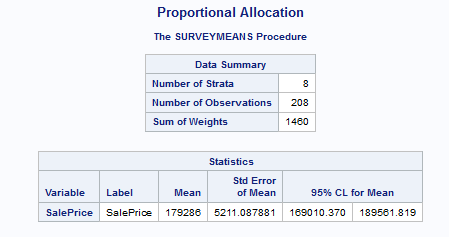 Proportional Allocation
The SURVEYMEANS Procedure
Data Summary
Number of Strata 8
Number of Observations 208
Sum of Weights 1460
Statistics
Variable Label Mean Std Error of Mean 95% CL for Mean
SalePrice SalePrice 179286 5211.087881 169010.370 189561.819